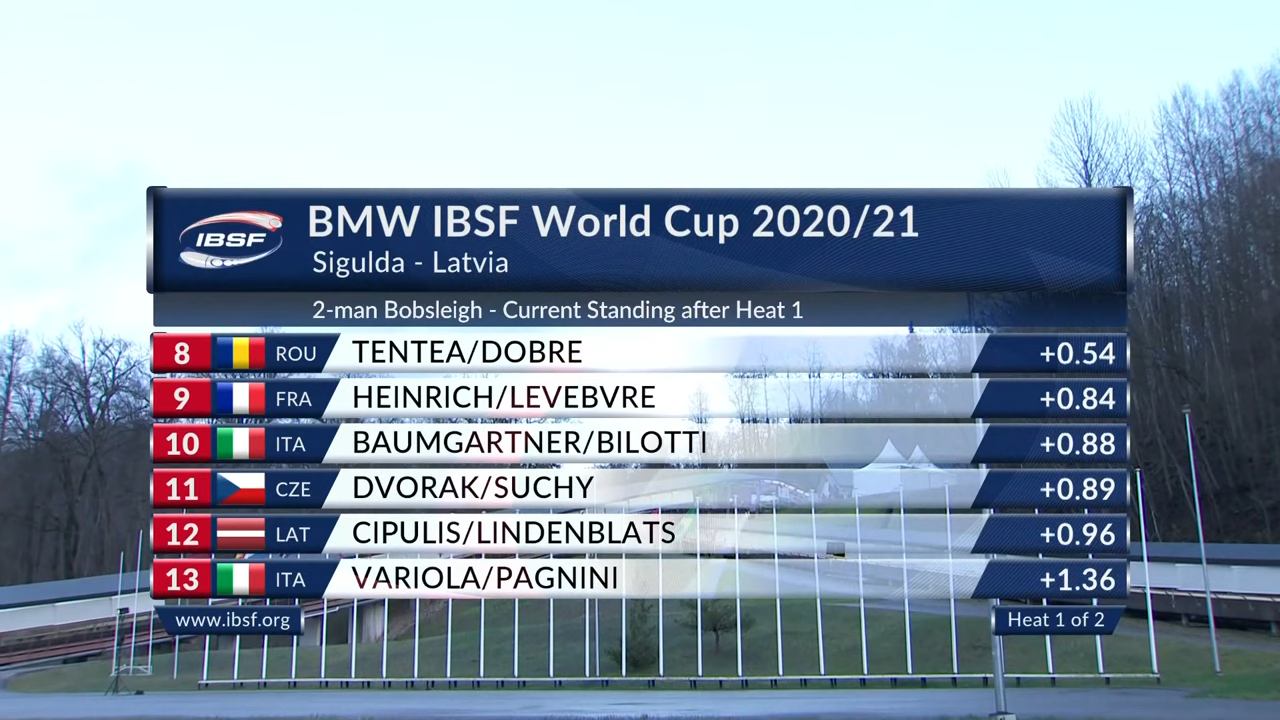 IBSF
BMW IBSF World Cup 2020/21
Sigulda - Latvia
2-man Bobsleigh - Current Standing after Heat 1
8 ROU TENTEA/DOBRE +0.54
9 FRA HEINRICH/LEVEBVRE +0.84
10 ITA BAUMGARTNER/BILOTTI +0.88
11 CZE DVORAK/SUCHY +0.89
12 LAT CIPULIS/LINDENBLATS +0.96
13 ITA VARIOLA/PAGNINI +1.36
www.ibsf.org Heat 1 of 2